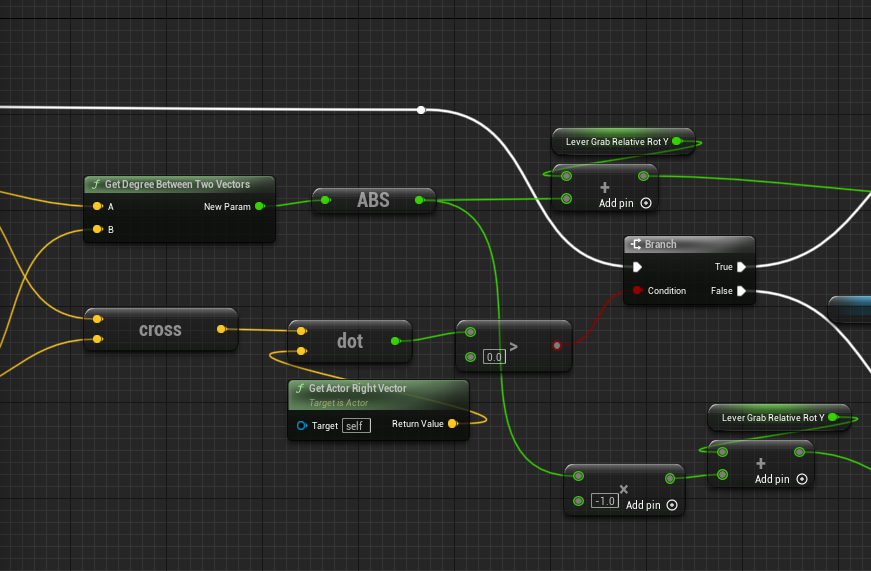 Lever Grab Relative Rot Y
f Get Degree Between Two Vectors
A
New Param
B
ABS
+
Add pin
Branch
True
Condition
False
cross
dot
>
0.0
f Get Actor Right Vector
Target is Actor
Target self
Return Value
Lever Grab Relative Rot Y
+
Add pin
×
-1.0
Add pin